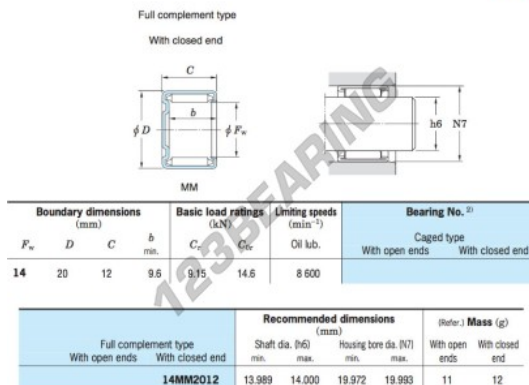 Full complement type
With closed end
C
b
φ D
φ Fw
MM
h6 N7
123BEARING
Boundary dimensions (mm)
Basic load ratings (kN)
Limiting speeds (min⁻¹)
Bearing No. 2)
Fw D C b min. Cr C0r Oil lub.
Caged type
With open ends With closed end
14 20 12 9.6 9.15 14.6 8 600
Recommended dimensions (mm)
(Refer.) Mass (g)
Full complement type
With open ends With closed end
Shaft dia. (h6) Housing bore dia. (N7)
min. max. min. max.
With open ends With closed end
14MM2012 13.989 14.000 19.972 19.993 11 12